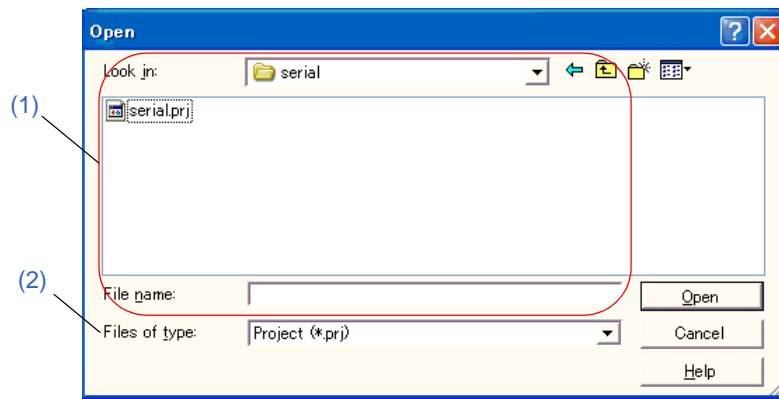 Open
Look in: serial
(1)
serial.prj
(2)
File name:
Open
Files of type: Project (*.prj)
Cancel
Help